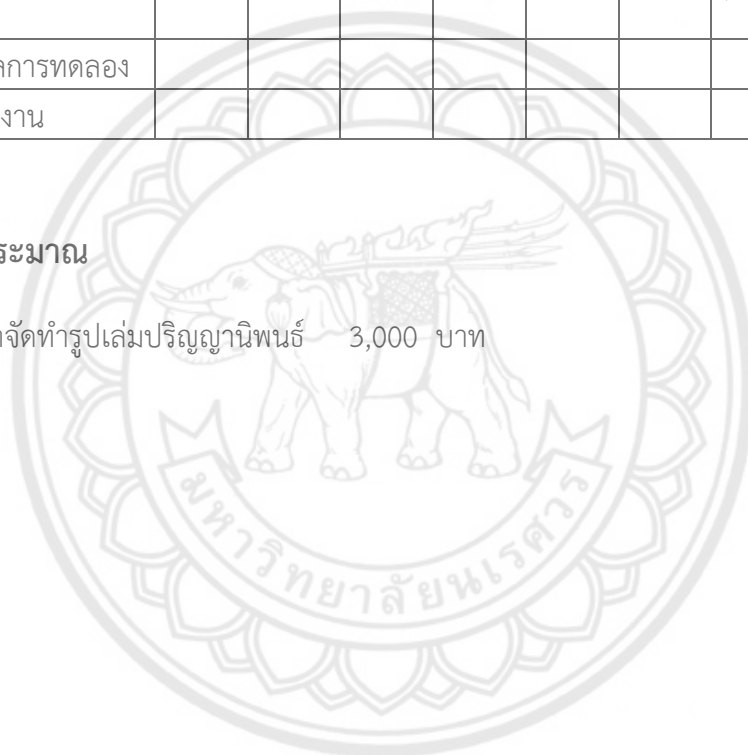 ลการทดลอง
งาน
ระมาณ
จัดทำรูปเล่มปริญญานิพนธ์ 3,000 บาท
มหาวิทยาลัยนเรศวร